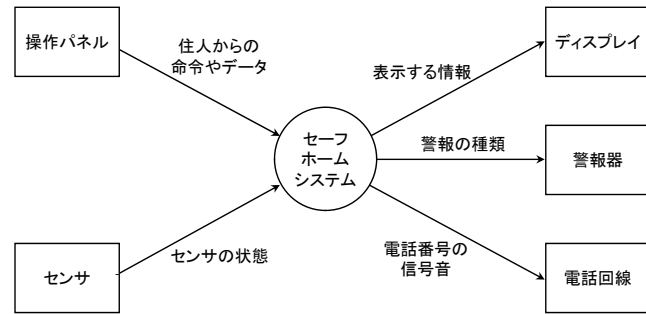 操作パネル
住人からの
命令やデータ
ディスプレイ
表示する情報
セーフ
ホーム
システム
警報の種類
警報器
センサ
センサの状態
電話番号の
信号音
電話回線